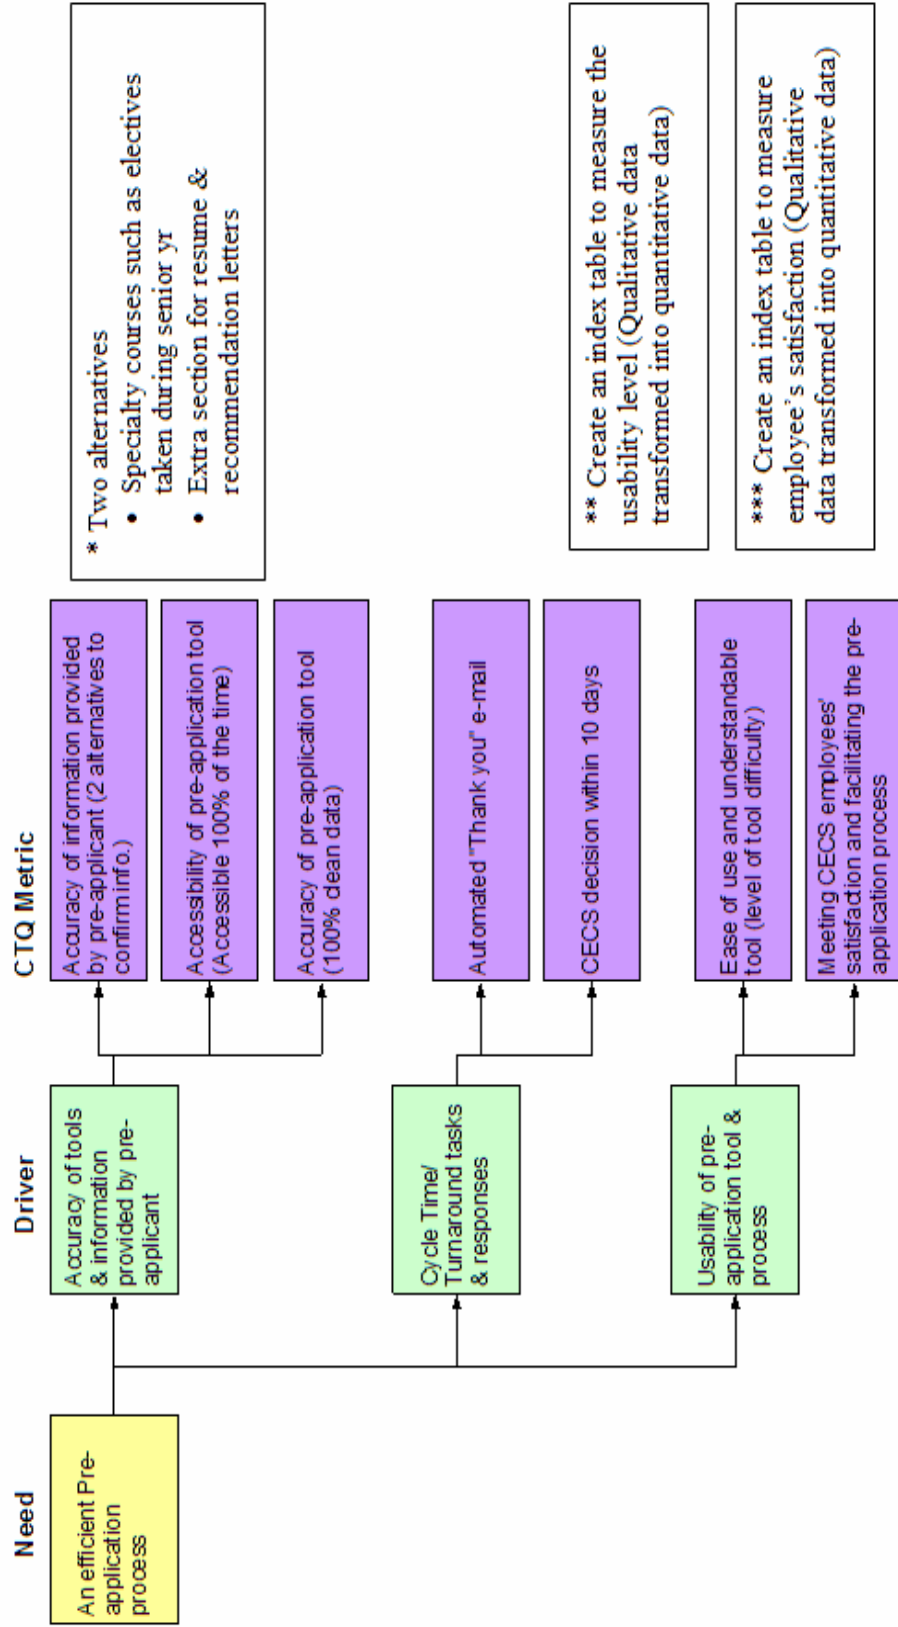 Need
Driver
CTQ Metric
An efficient Pre-
application
process
Accuracy of tools
& information
provided by pre-
applicant
Cycle Time/
Turnaround tasks
& responses
Usability of pre-
application tool &
process
Accuracy of information provided
by pre-applicant (2 alternatives to
confirm info.)
Accessibility of pre-application tool
(Accessible 100% of the time)
Accuracy of pre-application tool
(100% clean data)
Automated "Thank you" e-mail
CECS decision within 10 days
Ease of use and understandable
tool (level of tool difficulty)
Meeting CECS employees'
satisfaction and facilitating the pre-
application process
* Two alternatives
• Specialty courses such as electives
taken during senior yr
• Extra section for resume &
recommendation letters
** Create an index table to measure the
usability level (Qualitative data
transformed into quantitative data)
*** Create an index table to measure
employee's satisfaction (Qualitative
data transformed into quantitative data)